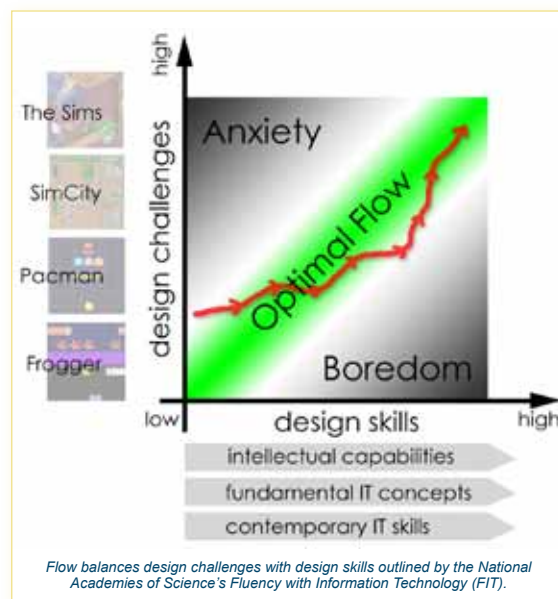 high
The Sims
SimCity
Pacman
Frogger
design challenges
Anxiety
Optimal Flow
Boredom
low
design skills
high
intellectual capabilities
fundamental IT concepts
contemporary IT skills
Flow balances design challenges with design skills outlined by the National
Academies of Science's Fluency with Information Technology (FIT).